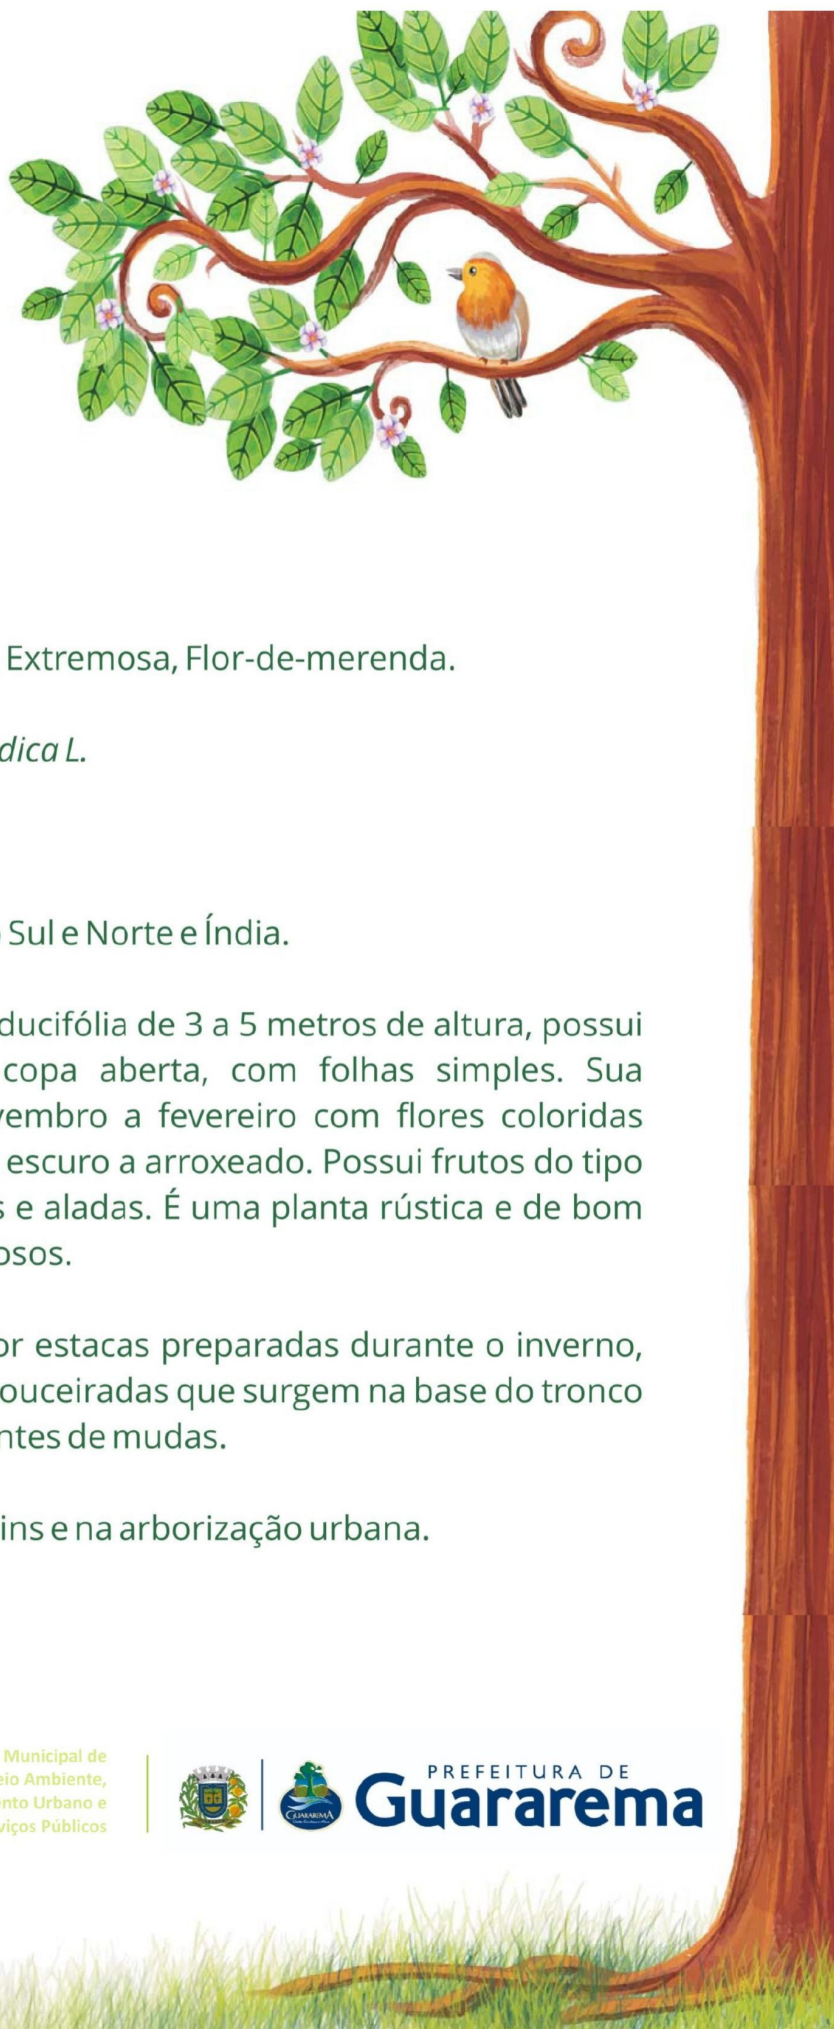 Extremosa, Flor-de-merenda.
dica L.
Sul e Norte e Índia.
ducifólia de 3 a 5 metros de altura, possui
copa aberta, com folhas simples. Sua
vembro a fevereiro com flores coloridas
escuro a arroxeado. Possui frutos do tipo
s e aladas. É uma planta rústica e de bom
osos.
or estacas preparadas durante o inverno,
ouceiradas que surgem na base do tronco
ntes de mudas.
ins e na arborização urbana.
Municipal de
eio Ambiente,
nto Urbano e
viços Públicos
GUARAREMA
PREFEITURA DE
Guararema